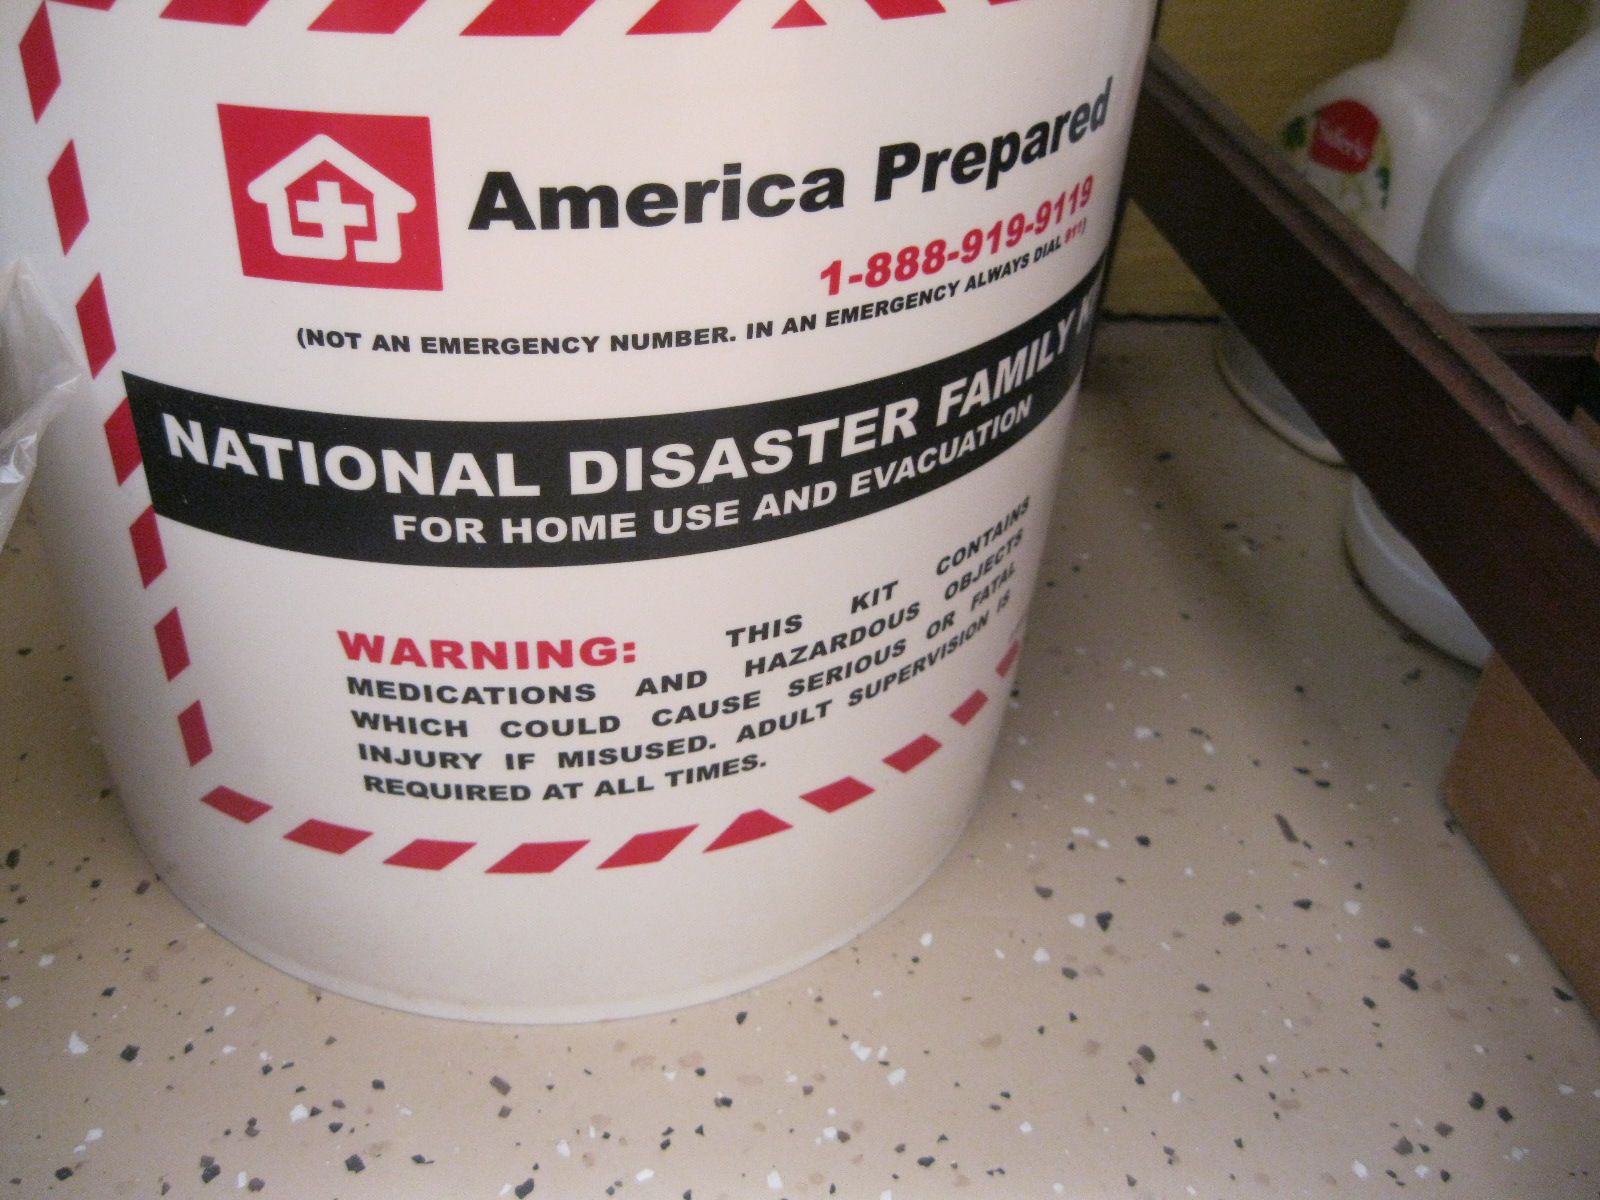 America Prepared
1-888-919-9119
(NOT AN EMERGENCY NUMBER. IN AN EMERGENCY ALWAYS DIAL 911)
NATIONAL DISASTER FAMILY
FOR HOME USE AND EVACUATION
WARNING: THIS KIT CONTAINS
MEDICATIONS AND HAZARDOUS OBJECTS
WHICH COULD CAUSE SERIOUS OR FATAL
INJURY IF MISUSED. ADULT SUPERVISION IS
REQUIRED AT ALL TIMES.